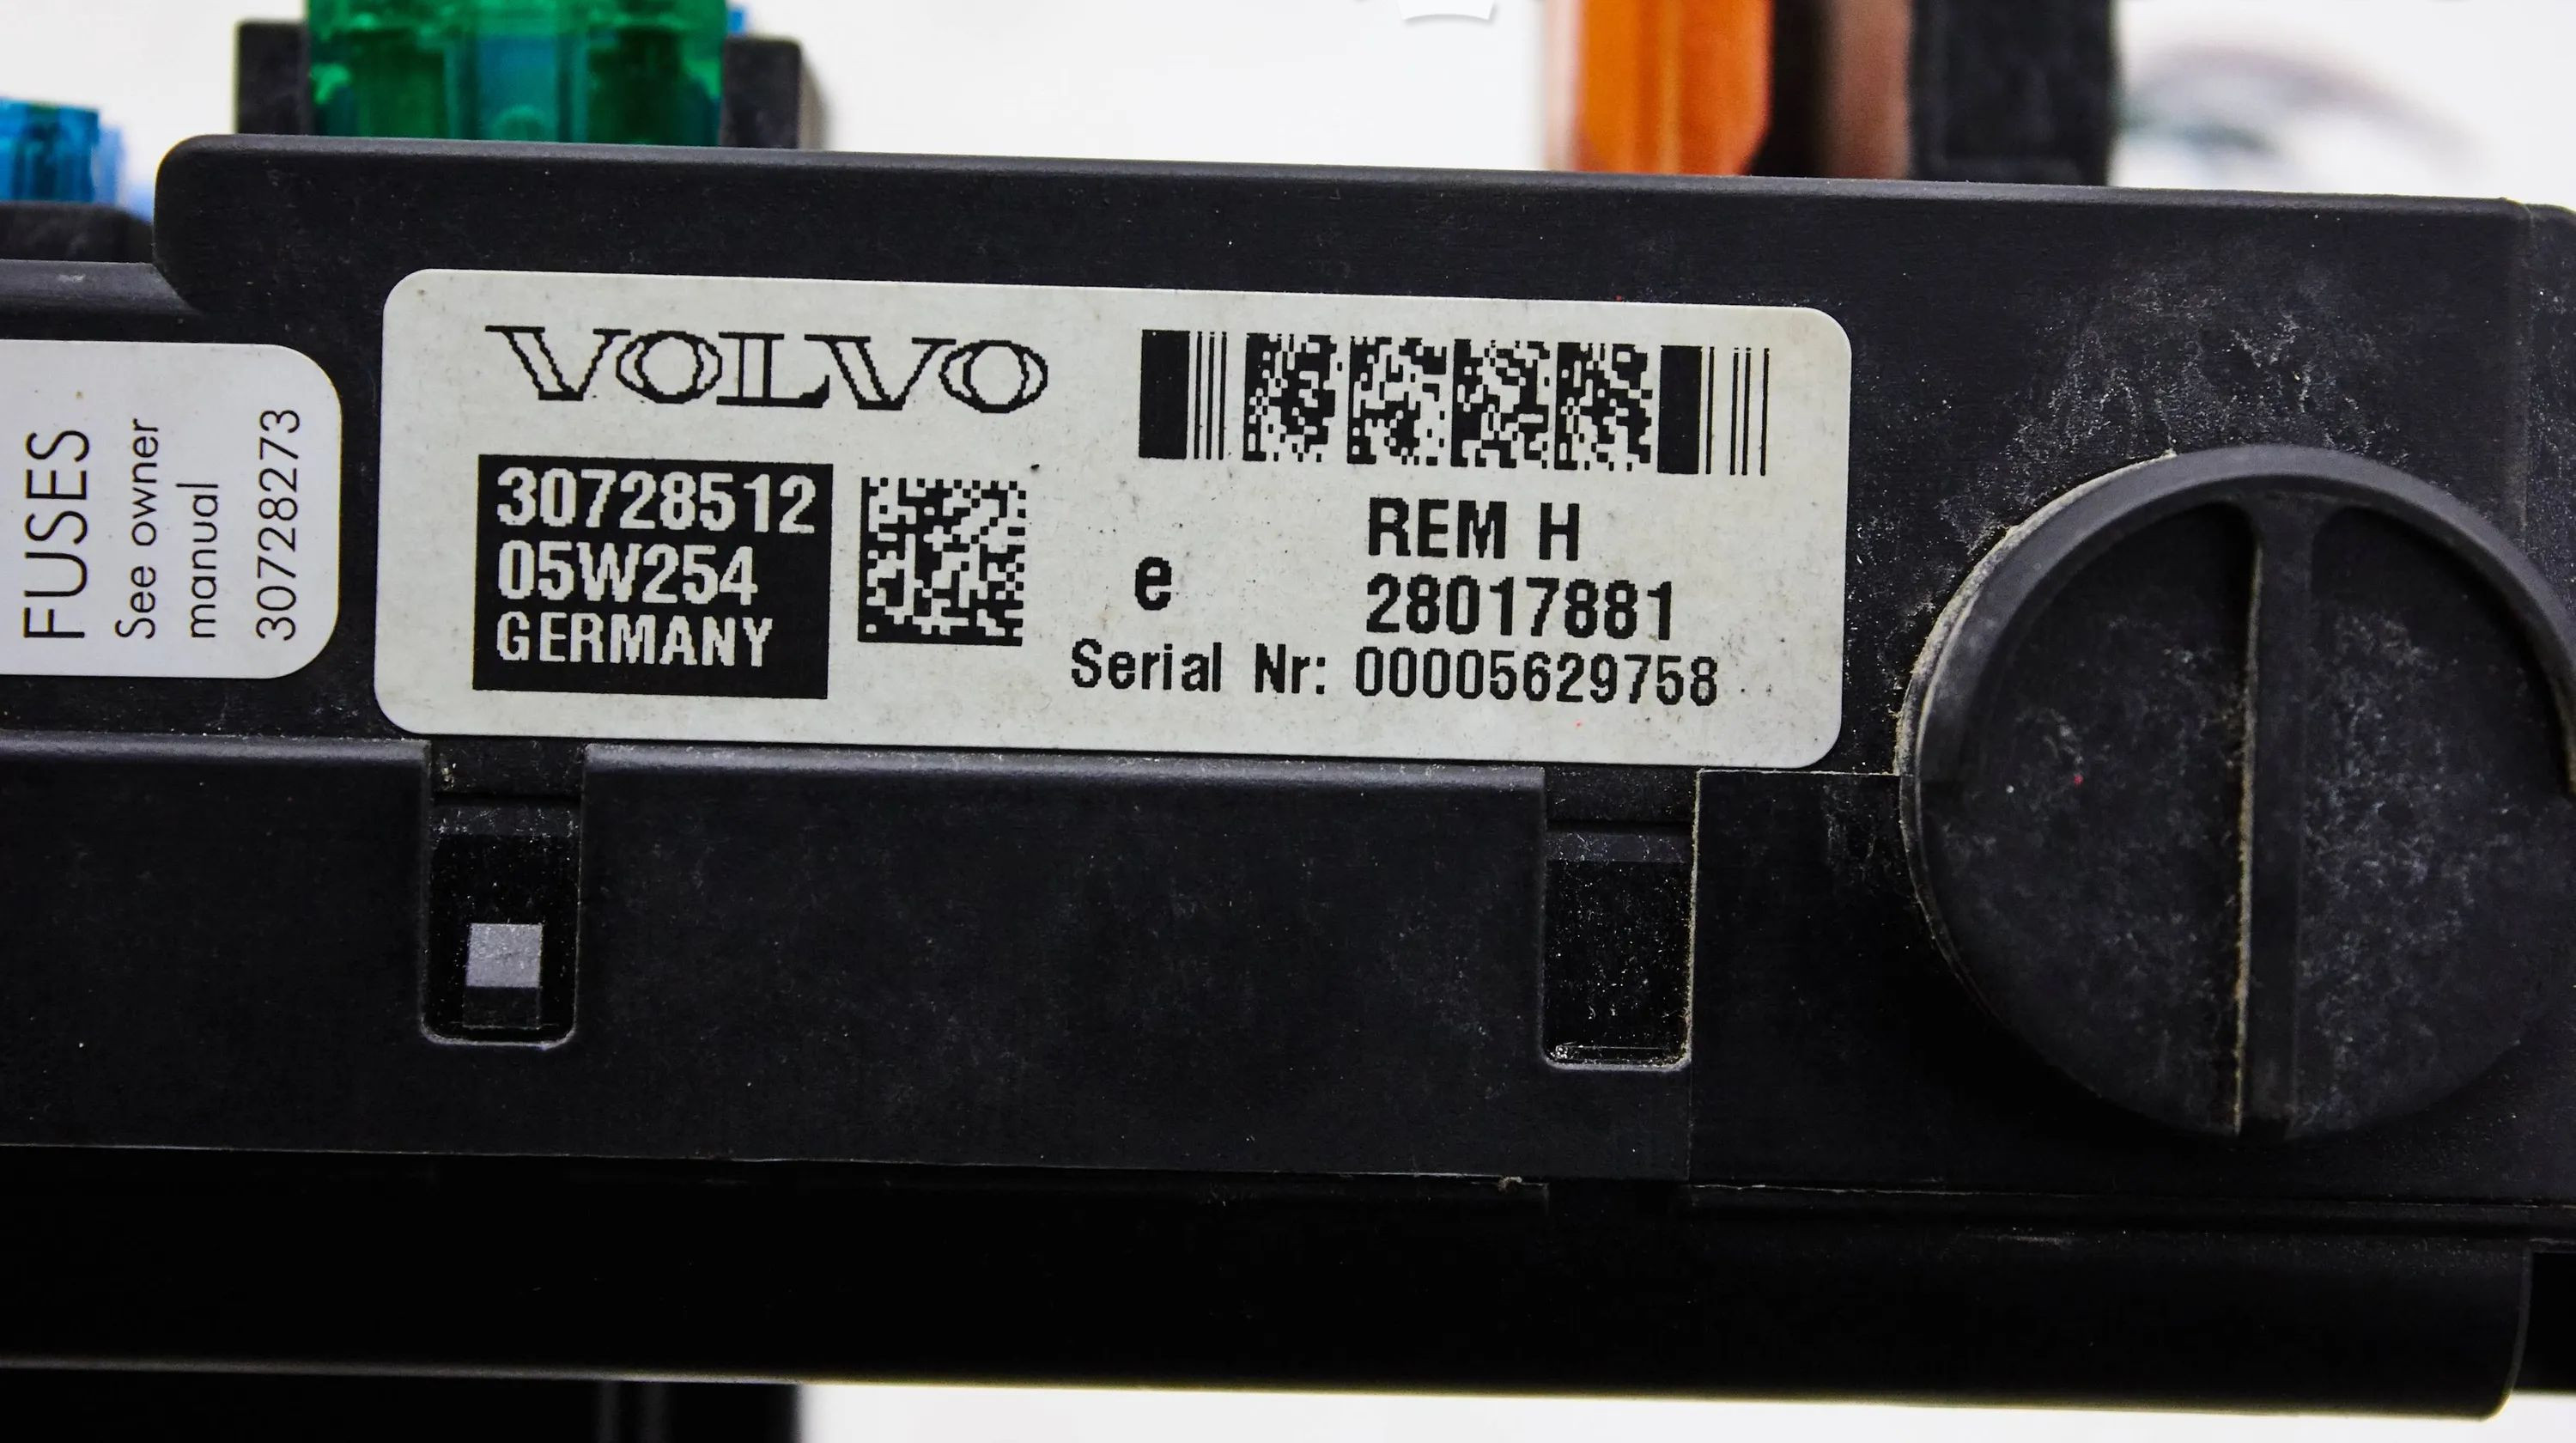 FUSES
See owner
manual
30728273
VOLVO
30728512
05W254
GERMANY
e
REM H
28017881
Serial Nr: 00005629758